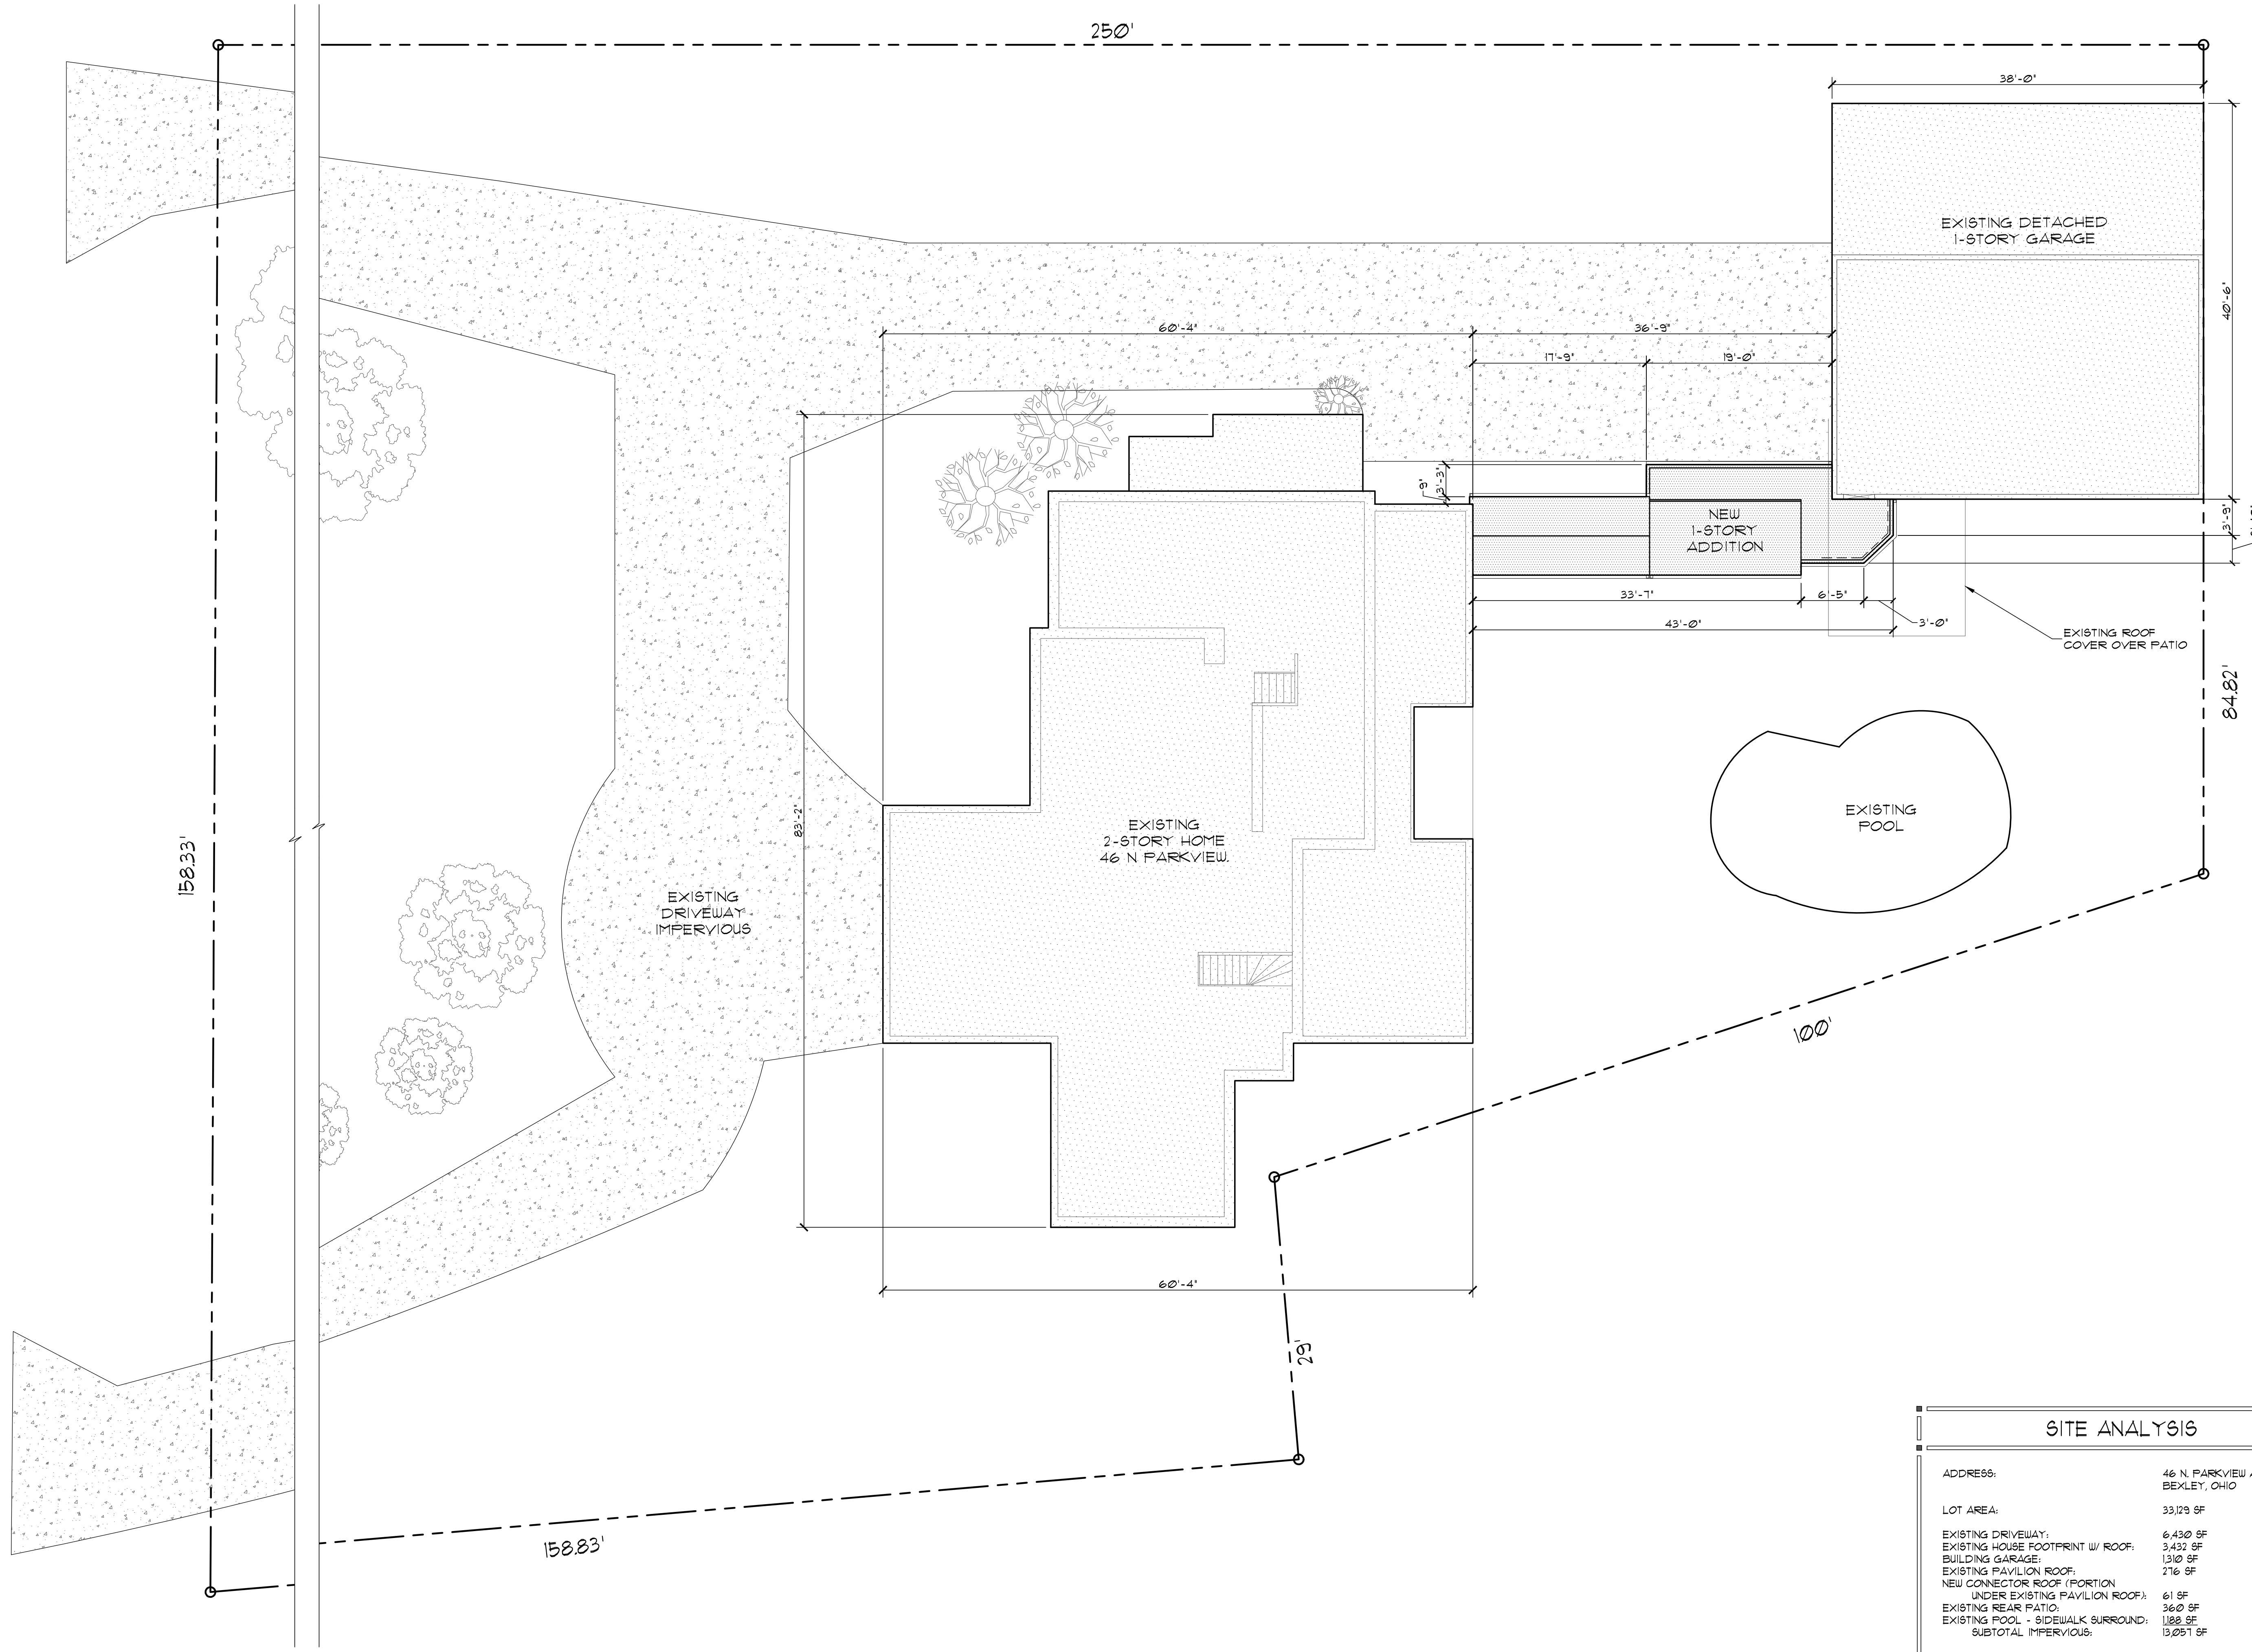 250'
38'-0"
EXISTING DETACHED
1-STORY GARAGE
40'-6"
60'-4"
36'-9"
17'-9"
19'-0"
9"
3'-3"
3'-9"
NEW
1-STORY
ADDITION
33'-7"
6'-5"
3'-0"
43'-0"
EXISTING ROOF
COVER OVER PATIO
84.82'
83'-2"
EXISTING
2-STORY HOME
46 N PARKVIEW.
EXISTING
POOL
158.33'
EXISTING
DRIVEWAY
IMPERVIOUS
100'
60'-4"
29'
158.83'
SITE ANALYSIS
ADDRESS: 46 N. PARKVIEW
BEXLEY, OHIO
LOT AREA: 33,129 SF
EXISTING DRIVEWAY: 6,430 SF
EXISTING HOUSE FOOTPRINT W/ ROOF: 3,432 SF
BUILDING GARAGE: 1,310 SF
EXISTING PAVILION ROOF: 276 SF
NEW CONNECTOR ROOF (PORTION
UNDER EXISTING PAVILION ROOF): 61 SF
EXISTING REAR PATIO: 360 SF
EXISTING POOL - SIDEWALK SURROUND: 1,188 SF
SUBTOTAL IMPERVIOUS: 13,057 SF